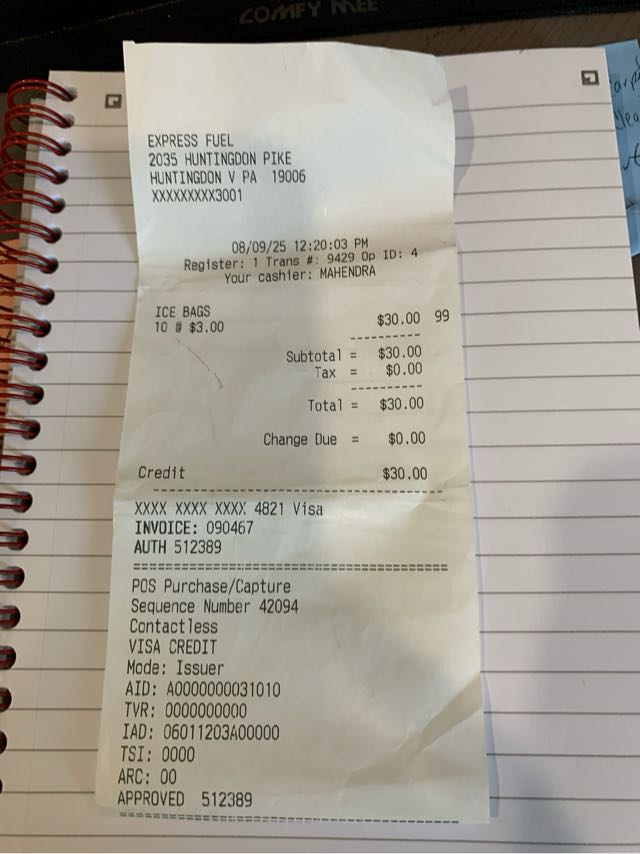 COMFY MEE
EXPRESS FUEL
2035 HUNTINGDON PIKE
HUNTINGDON V PA 19006
XXXXXXXXX3001
08/09/25 12:20:03 PM
Register: 1 Trans #: 9429 Op ID: 4
Your cashier: MAHENDRA
ICE BAGS
10 @ $3.00 $30.00 99
----------
Subtotal = $30.00
Tax = $0.00
----------
Total = $30.00
Change Due = $0.00
Credit $30.00
----------------------------------------
XXXX XXXX XXXX 4821 Visa
INVOICE: 090467
AUTH 512389
========================================
POS Purchase/Capture
Sequence Number 42094
Contactless
VISA CREDIT
Mode: Issuer
AID: A0000000031010
TVR: 0000000000
IAD: 06011203A00000
TSI: 0000
ARC: 00
APPROVED 512389
========================================